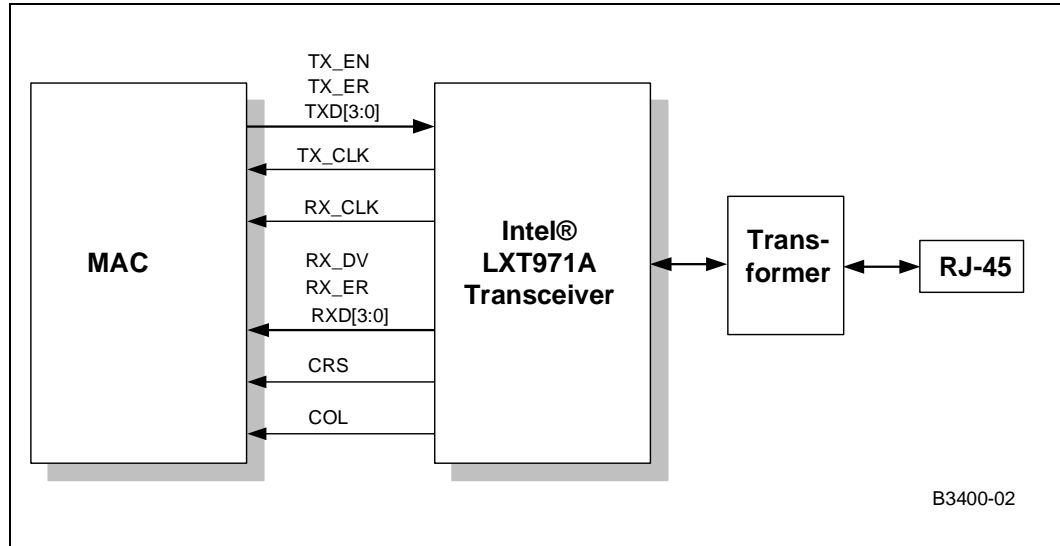 TX_EN
TX_ER
TXD[3:0]
TX_CLK
RX_CLK
RX_DV
RX_ER
RXD[3:0]
CRS
COL
MAC
Intel®
LXT971A
Transceiver
Trans-
former
RJ-45
B3400-02